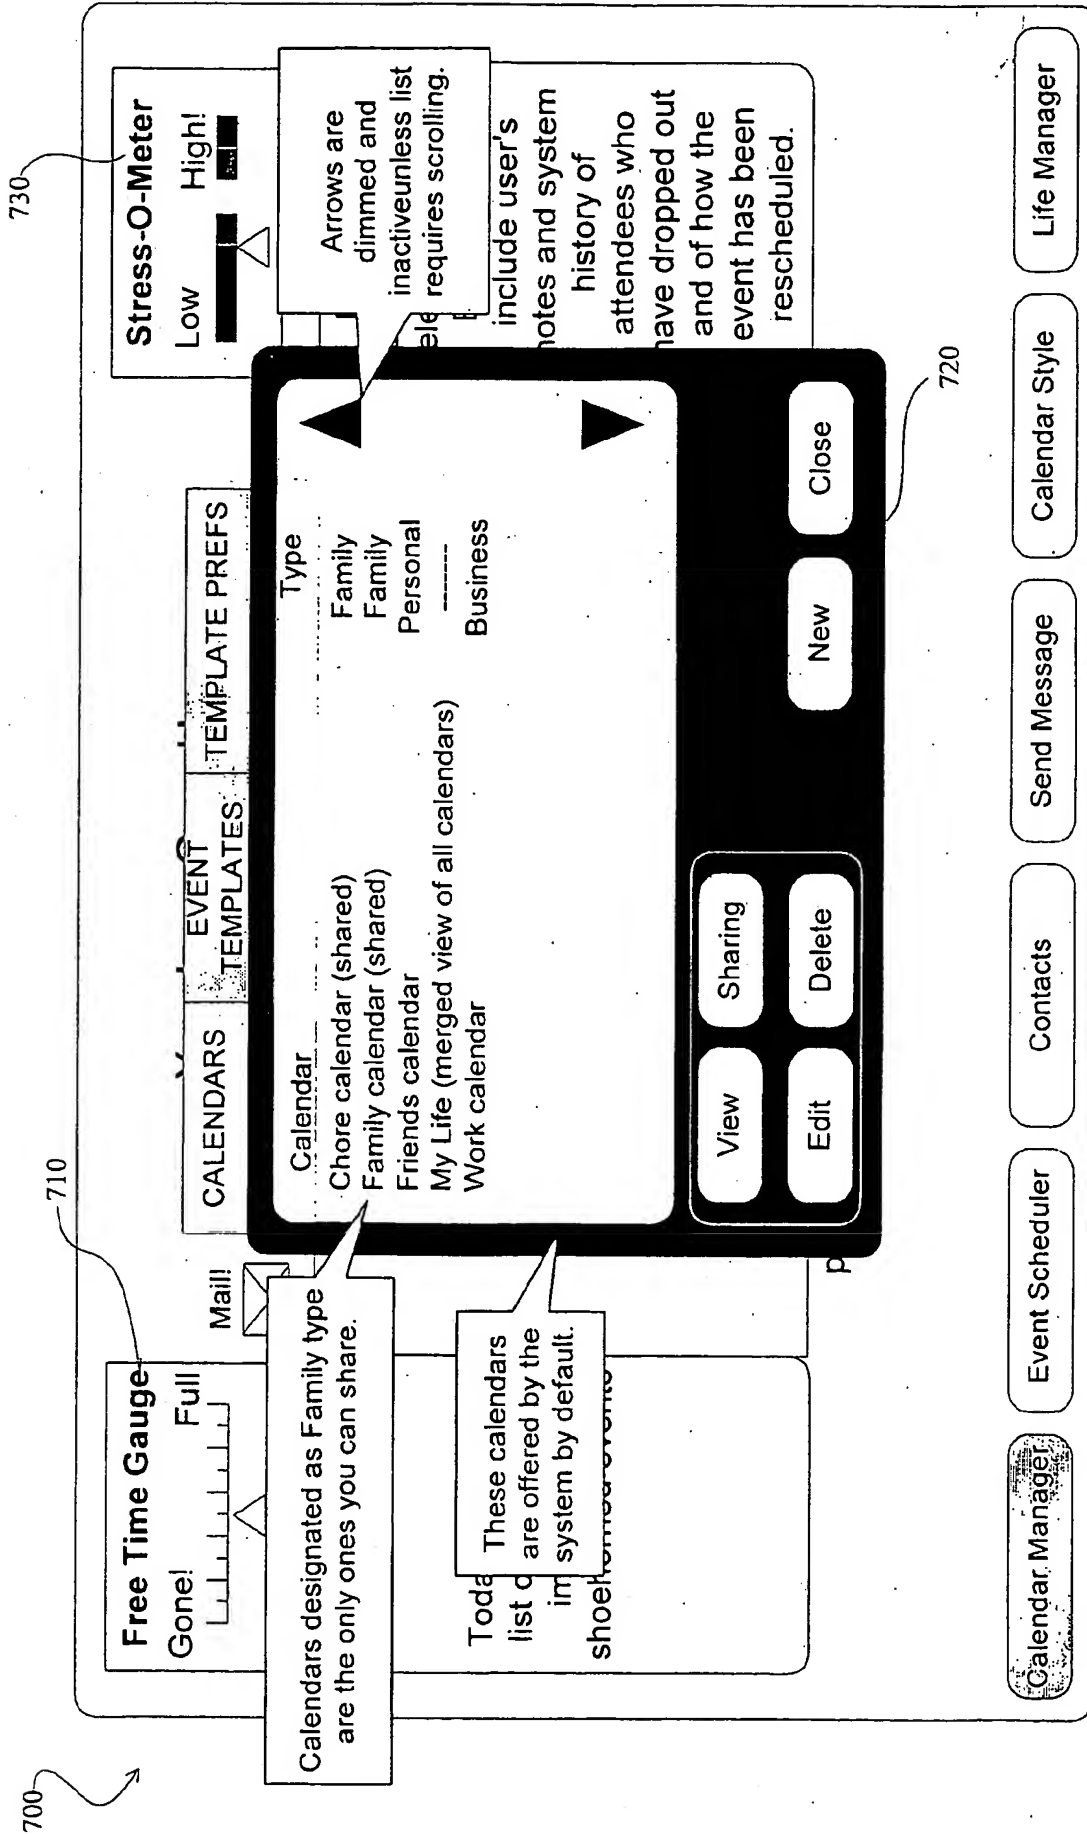 700
710
730
Free Time Gauge
Gone!
Full
Mail!
Stress-O-Meter
Low
High!
CALENDARS
EVENT
TEMPLATES
TEMPLATE PREFS
Calendars designated as Family type
are the only ones you can share.
Arrows are
dimmed and
inactiveunless list
requires scrolling.
Calendar
Type
Chore calendar (shared)
Family
Family calendar (shared)
Family
Friends calendar
Personal
My Life (merged view of all calendars)
-------
Work calendar
Business
These calendars
are offered by the
system by default.
Toda
list o
im
include user's
notes and system
history of
attendees who
have dropped out
and of how the
event has been
rescheduled.
View
Sharing
Edit
Delete
New
Close
720
Calendar Manager
Event Scheduler
Contacts
Send Message
Calendar Style
Life Manager